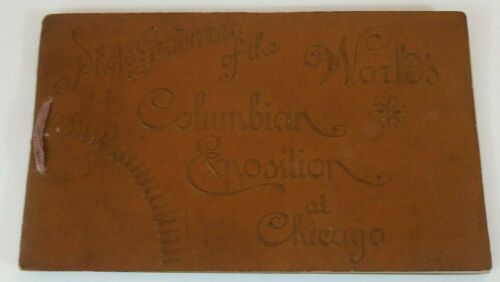 Photo Gravures of the World's
Columbian
Exposition
at
Chicago